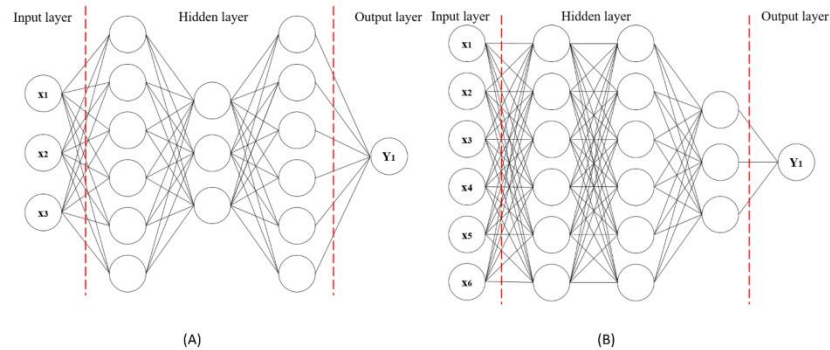 Input layer
Hidden layer
Output layer
x1
x2
x3
Y1
(A)
Input layer
Hidden layer
Output layer
x1
x2
x3
x4
x5
x6
Y1
(B)